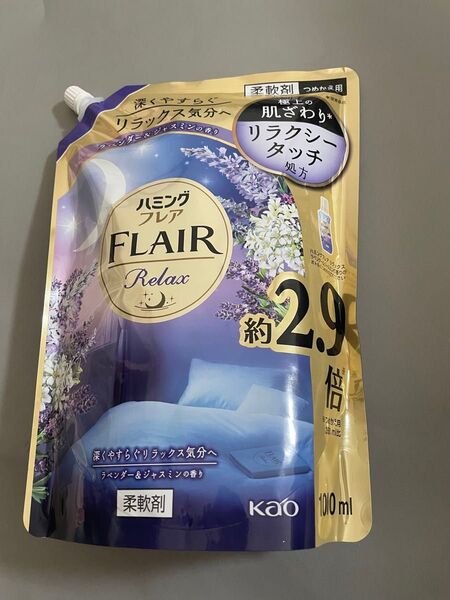 柔軟剤 つめかえ用
深くやすらぐ
リラックス気分へ
ラベンダー&ジャスミンの香り
極上の
肌ざわり*
リラクシー
タッチ
処方
ハミング
フレア
FLAIR
Relax
約2.9
倍
深くやすらぐリラックス気分へ
ラベンダー&ジャスミンの香り
柔軟剤
Kao
ml